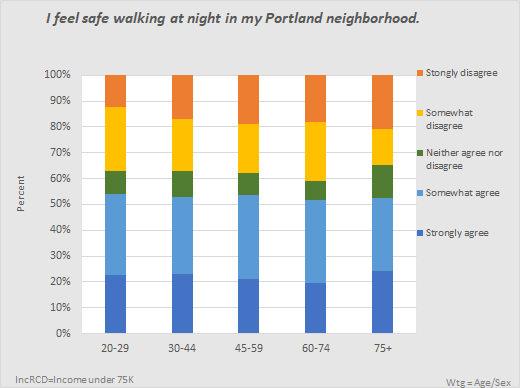 I feel safe walking at night in my Portland neighborhood.
100%
90%
80%
70%
60%
50%
40%
30%
20%
10%
0%
Percent
20-29
30-44
45-59
60-74
75+
Stongly disagree
Somewhat
disagree
Neither agree nor
disagree
Somewhat agree
Strongly agree
IncRCD=Income under 75K
Wtg = Age/Sex